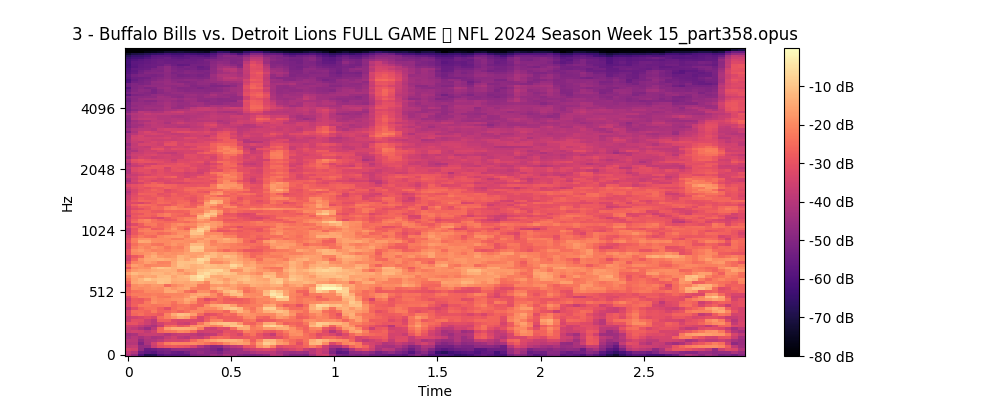 3 - Buffalo Bills vs. Detroit Lions FULL GAME  NFL 2024 Season Week 15_part358.opus
4096
2048
1024
512
0
Hz
0
0.5
1
1.5
2
2.5
Time
-10 dB
-20 dB
-30 dB
-40 dB
-50 dB
-60 dB
-70 dB
-80 dB